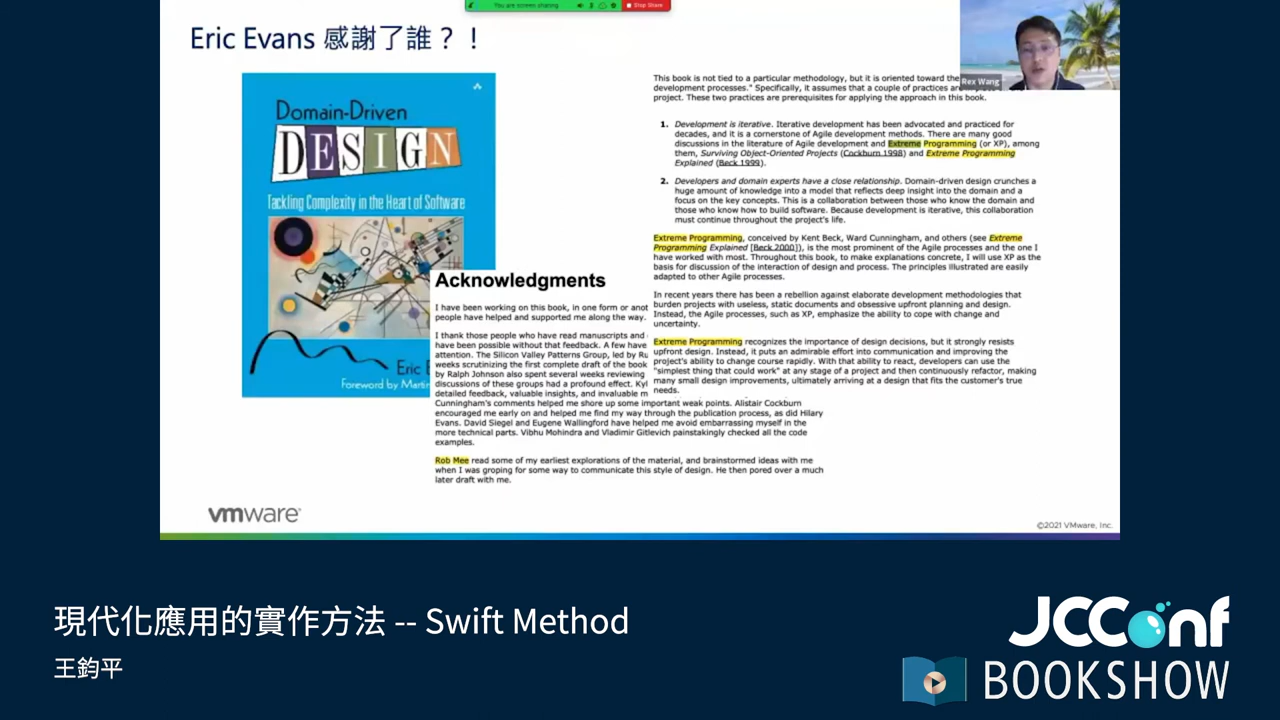 You are screen sharing
Stop Share
Eric Evans 感謝了誰？！
Rex Wang
Domain-Driven
DESIGN
Tackling Complexity in the Heart of Software
Eric E
Foreword by Martin
Acknowledgments
I have been working on this book, in one form or anot
people have helped and supported me along the way.
I thank those people who have read manuscripts and
have been possible without that feedback. A few have
attention. The Silicon Valley Patterns Group, led by Ru
weeks scrutinizing the first complete draft of the book
by Ralph Johnson also spent several weeks reviewing
discussions of these groups had a profound effect. Kyl
detailed feedback, valuable insights, and invaluable m
Cunningham's comments helped me shore up some important weak points. Alistair Cockburn
encouraged me early on and helped me find my way through the publication process, as did Hilary
Evans. David Siegel and Eugene Wallingford have helped me avoid embarrassing myself in the
more technical parts. Vibhu Mohindra and Vladimir Gitlevich painstakingly checked all the code
examples.
Rob Mee read some of my earliest explorations of the material, and brainstormed ideas with me
when I was groping for some way to communicate this style of design. He then pored over a much
later draft with me.
This book is not tied to a particular methodology, but it is oriented toward the
development processes." Specifically, it assumes that a couple of practices are
project. These two practices are prerequisites for applying the approach in this book.
1. Development is iterative. Iterative development has been advocated and practiced for
decades, and it is a cornerstone of Agile development methods. There are many good
discussions in the literature of Agile development and Extreme Programming (or XP), among
them, Surviving Object-Oriented Projects (Cockburn 1998) and Extreme Programming
Explained (Beck 1999).
2. Developers and domain experts have a close relationship. Domain-driven design crunches a
huge amount of knowledge into a model that reflects deep insight into the domain and a
focus on the key concepts. This is a collaboration between those who know the domain and
those who know how to build software. Because development is iterative, this collaboration
must continue throughout the project's life.
Extreme Programming, conceived by Kent Beck, Ward Cunningham, and others (see Extreme
Programming Explained [Beck 2000]), is the most prominent of the Agile processes and the one I
have worked with most. Throughout this book, to make explanations concrete, I will use XP as the
basis for discussion of the interaction of design and process. The principles illustrated are easily
adapted to other Agile processes.
In recent years there has been a rebellion against elaborate development methodologies that
burden projects with useless, static documents and obsessive upfront planning and design.
Instead, the Agile processes, such as XP, emphasize the ability to cope with change and
uncertainty.
Extreme Programming recognizes the importance of design decisions, but it strongly resists
upfront design. Instead, it puts an admirable effort into communication and improving the
project's ability to change course rapidly. With that ability to react, developers can use the
"simplest thing that could work" at any stage of a project and then continuously refactor, making
many small design improvements, ultimately arriving at a design that fits the customer's true
needs.
vmware®
©2021 VMware, Inc.
現代化應用的實作方法 -- Swift Method
王鈞平
JCConf
BOOKSHOW